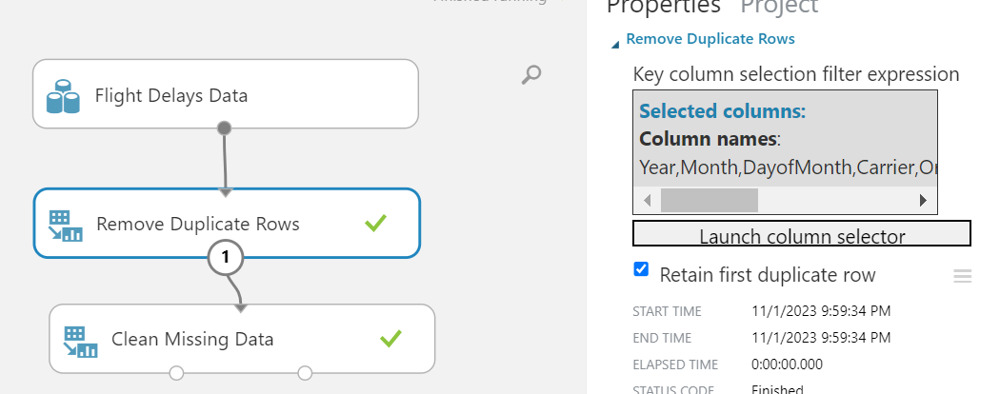 Finished running
Properties Project
Remove Duplicate Rows
Flight Delays Data
Key column selection filter expression
Selected columns:
Column names:
Year,Month,DayofMonth,Carrier,Or
Remove Duplicate Rows
1
Launch column selector
Retain first duplicate row
Clean Missing Data
START TIME 11/1/2023 9:59:34 PM
END TIME 11/1/2023 9:59:34 PM
ELAPSED TIME 0:00:00.000
STATUS CODE Finished